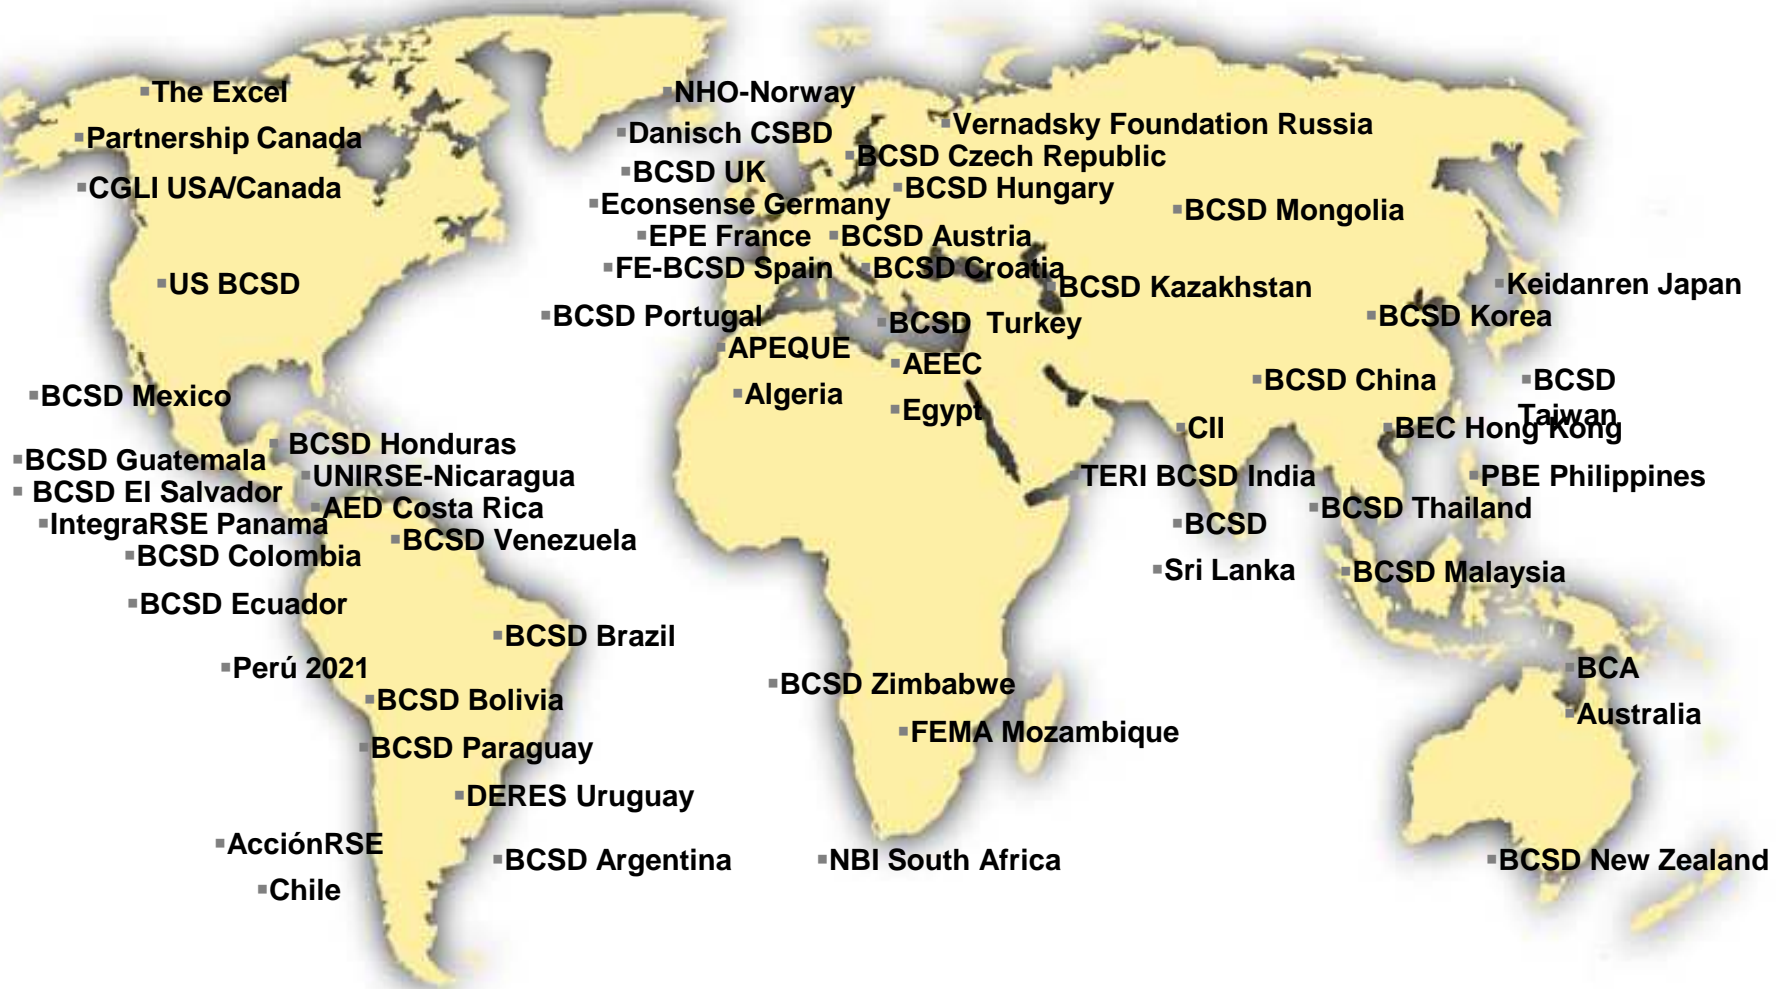 ▪The Excel
▪Partnership Canada
▪CGLI USA/Canada
▪US BCSD
▪BCSD Mexico
▪BCSD Honduras
▪BCSD Guatemala
▪UNIRSE-Nicaragua
▪BCSD El Salvador
▪AED Costa Rica
▪IntegraRSE Panama
▪BCSD Venezuela
▪BCSD Colombia
▪BCSD Ecuador
▪BCSD Brazil
▪Perú 2021
▪BCSD Bolivia
▪BCSD Paraguay
▪DERES Uruguay
▪AcciónRSE
▪Chile
▪BCSD Argentina
▪NHO-Norway
▪Danisch CSBD
▪BCSD UK
▪Econsense Germany
▪EPE France
▪FE-BCSD Spain
▪BCSD Portugal
▪Vernadsky Foundation Russia
▪BCSD Czech Republic
▪BCSD Hungary
▪BCSD Austria
▪BCSD Croatia
▪BCSD Kazakhstan
▪BCSD Turkey
▪APEQUE
▪Algeria
▪AEEC
▪Egypt
▪BCSD Zimbabwe
▪FEMA Mozambique
▪NBI South Africa
▪BCSD Mongolia
▪Keidanren Japan
▪BCSD Korea
▪BCSD China
▪BCSD
Taiwan
▪CII
▪BEC Hong Kong
▪TERI BCSD India
▪PBE Philippines
▪BCSD Thailand
▪BCSD
▪Sri Lanka
▪BCSD Malaysia
▪BCA
▪Australia
▪BCSD New Zealand